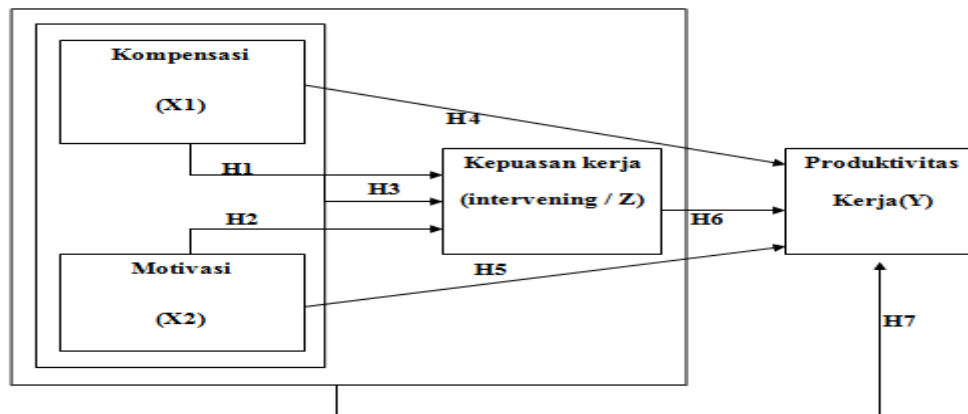 Kompensasi
(X1)
H4
H1
Kepuasan kerja
(intervening / Z)
Produktivitas
Kerja(Y)
H3
H2
H6
Motivasi
(X2)
H5
H7